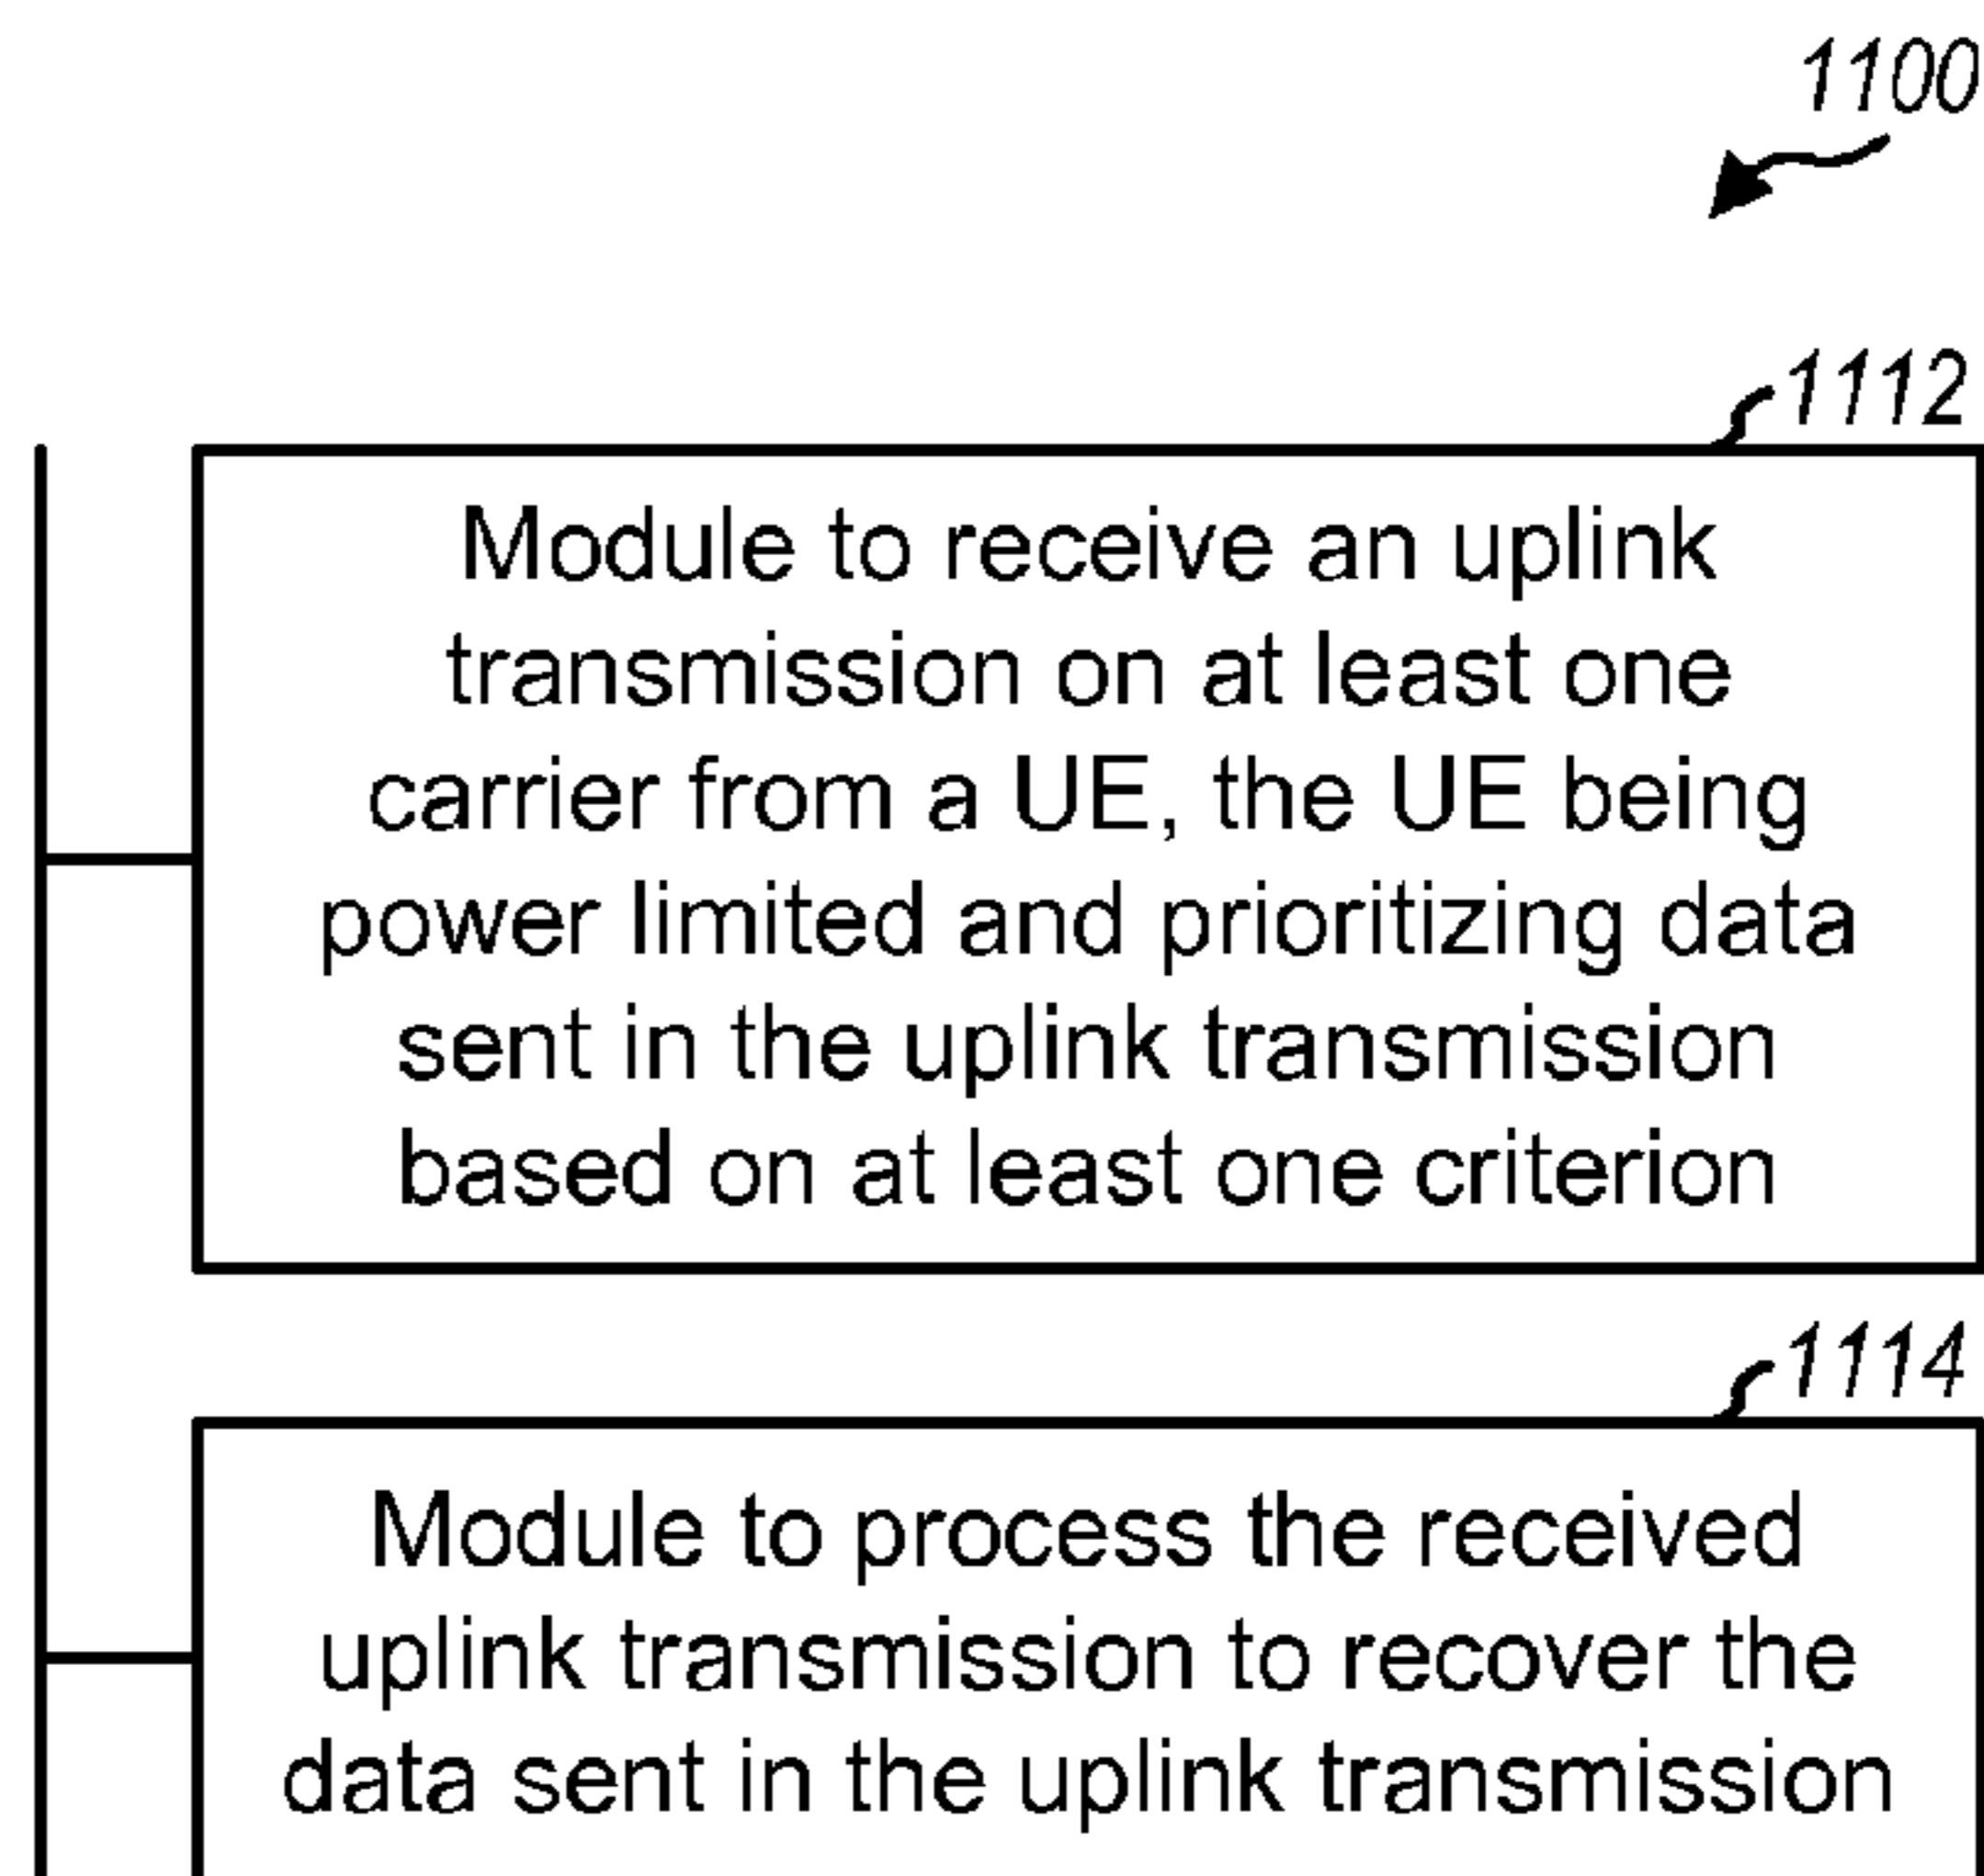 1100
1112
Module to receive an uplink
transmission on at least one
carrier from a UE, the UE being
power limited and prioritizing data
sent in the uplink transmission
based on at least one criterion
1114
Module to process the received
uplink transmission to recover the
data sent in the uplink transmission